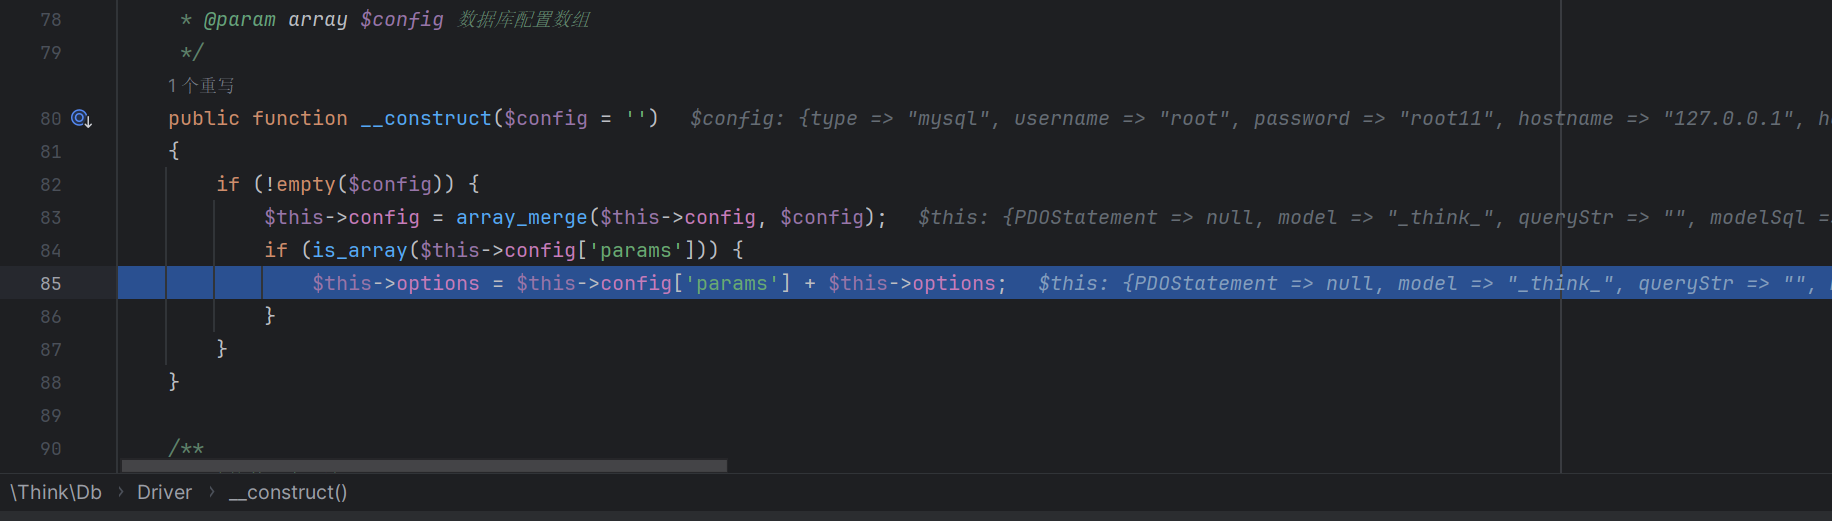 78 * @param array $config 数据库配置数组
79 */
1 个重写
80 public function __construct($config = '') $config: {type => "mysql", username => "root", password => "root11", hostname => "127.0.0.1",
81 {
82 if (!empty($config)) {
83 $this->config = array_merge($this->config, $config); $this: {PDOStatement => null, model => "_think_", queryStr => "", modelSql =
84 if (is_array($this->config['params'])) {
85 $this->options = $this->config['params'] + $this->options; $this: {PDOStatement => null, model => "_think_", queryStr => "",
86 }
87 }
88 }
89
90 /**
\Think\Db › Driver › __construct()